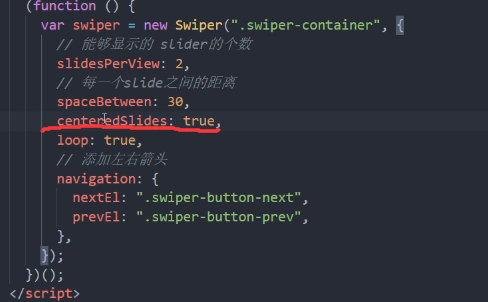 (function () {
var swiper = new Swiper(".swiper-container", {
// 能够显示的 slider的个数
slidesPerView: 2,
// 每一个slide之间的距离
spaceBetween: 30,
centeredSlides: true,
loop: true,
// 添加左右箭头
navigation: {
nextEl: ".swiper-button-next",
prevEl: ".swiper-button-prev",
},
});
})();
</script>